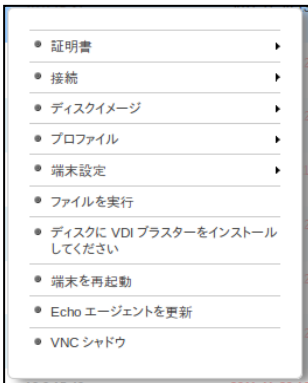 証明書
接続
ディスクイメージ
プロファイル
端末設定
ファイルを実行
ディスクに VDI ブラスターをインストール
してください
端末を再起動
Echo エージェントを更新
VNC シャドウ